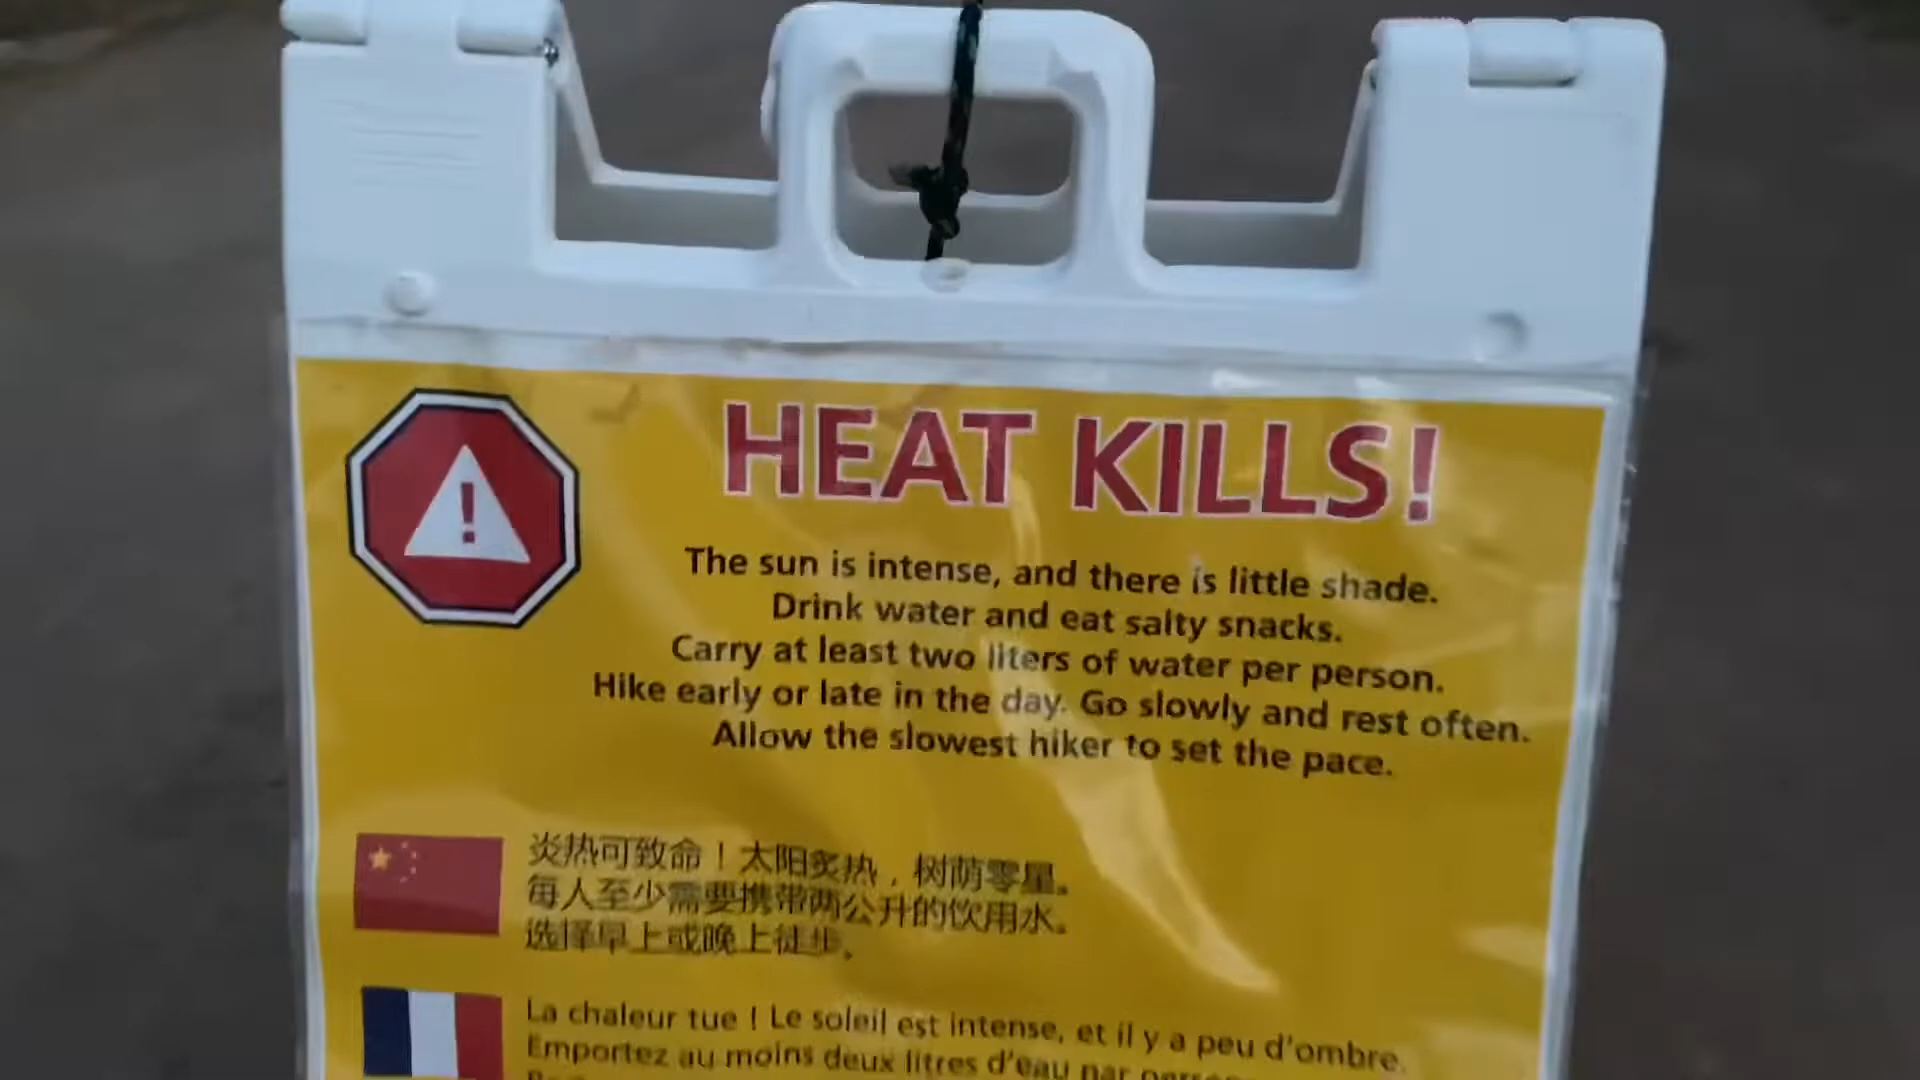 HEAT KILLS!
The sun is intense, and there is little shade.
Drink water and eat salty snacks.
Carry at least two liters of water per person.
Hike early or late in the day. Go slowly and rest often.
Allow the slowest hiker to set the pace.
炎热可致命！太阳炙热，树荫零星。
每人至少需要携带两公升的饮用水。
选择早上或晚上徒步。
La chaleur tue ! Le soleil est intense, et il y a peu d'ombre.
Emportez au moins deux litres d'eau par